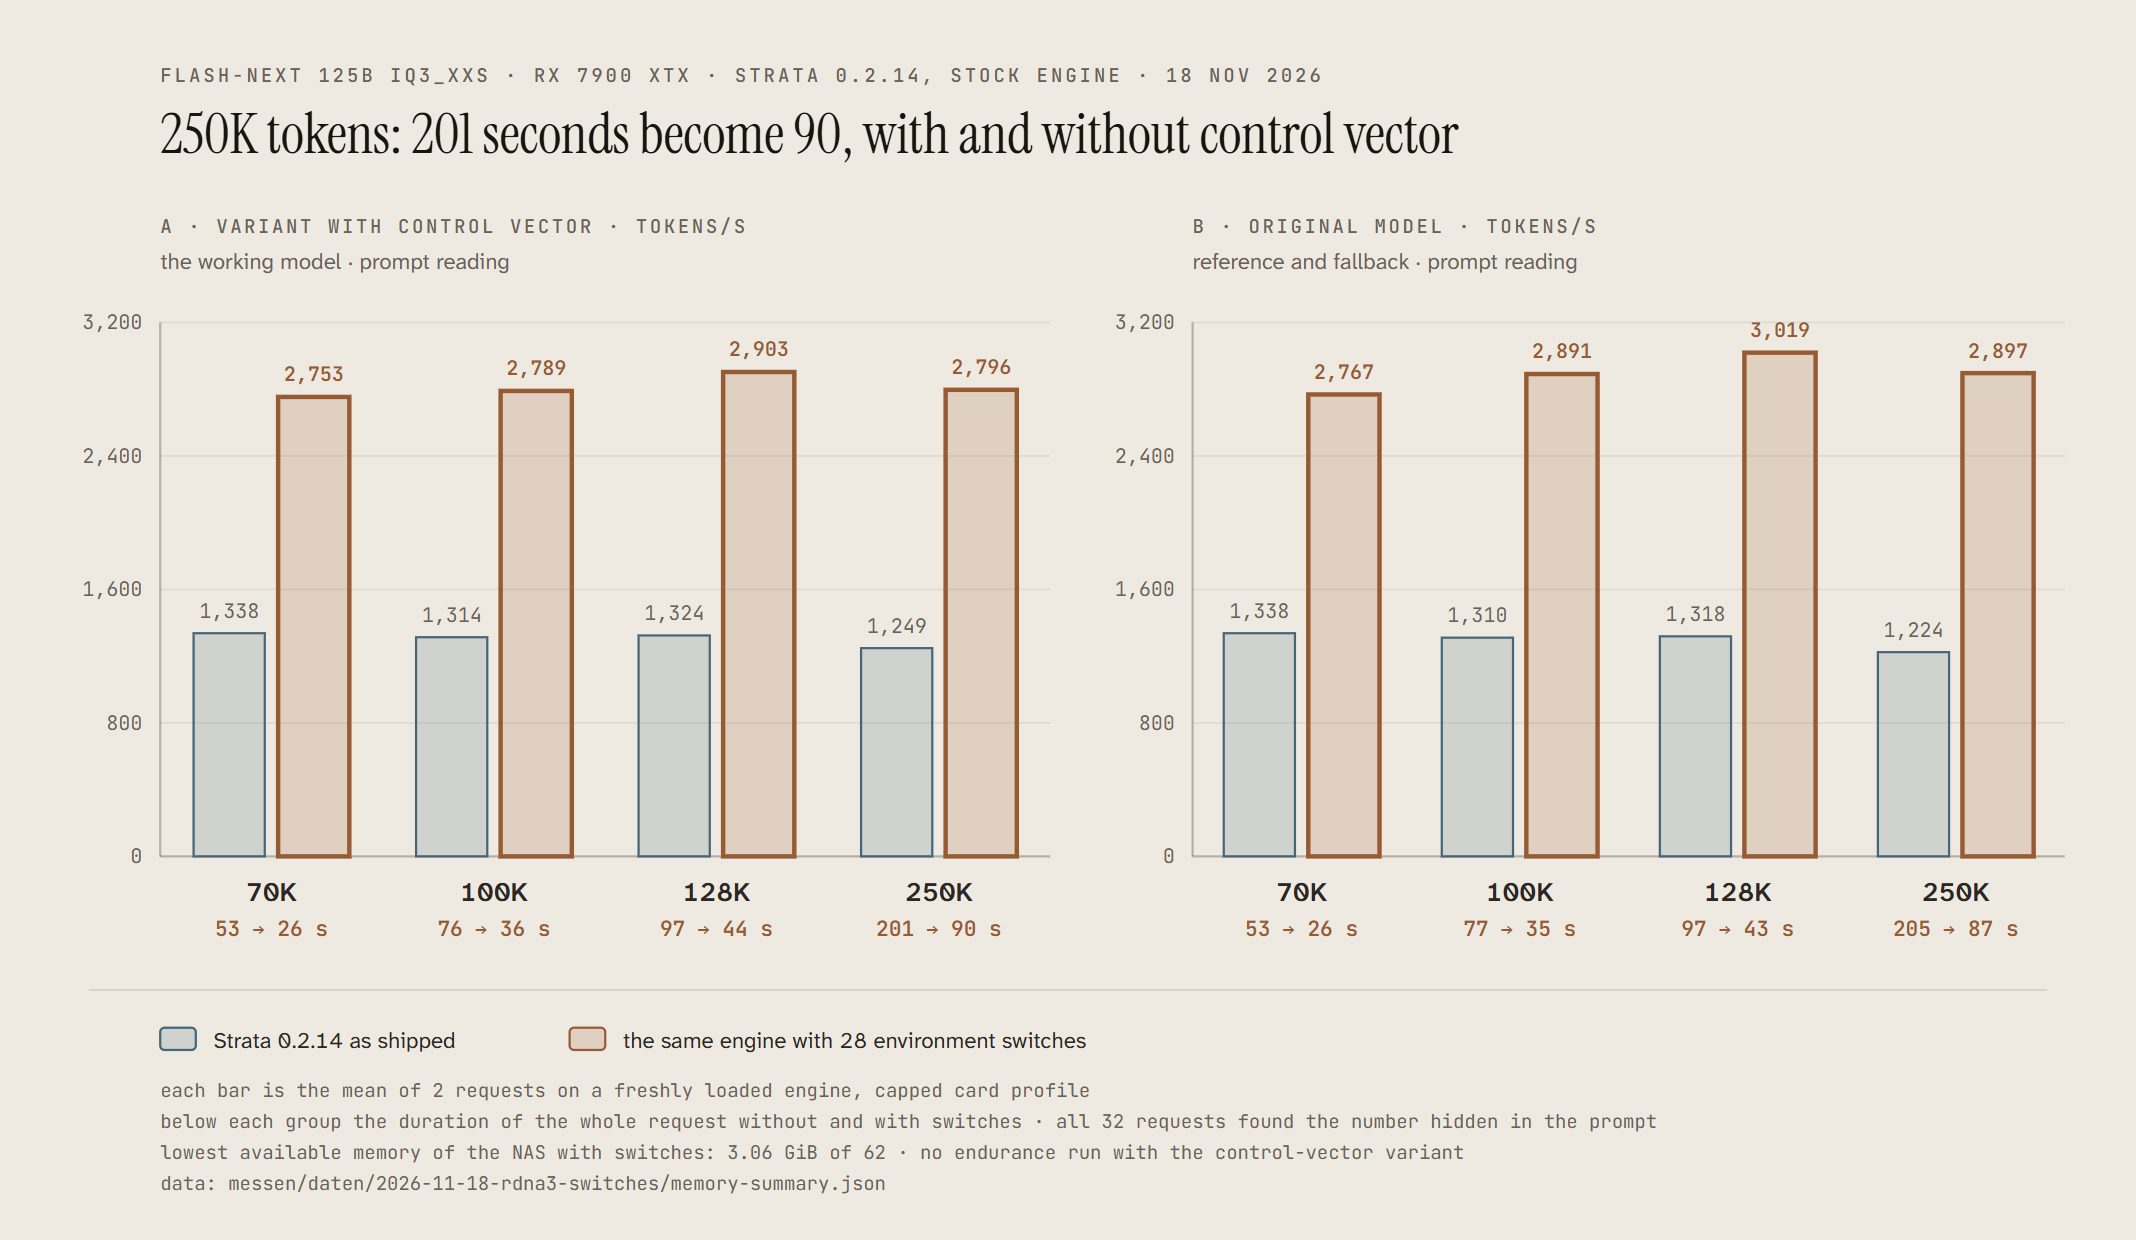 FLASH-NEXT 125B IQ3_XXS · RX 7900 XTX · STRATA 0.2.14, STOCK ENGINE · 18 NOV 2026
250K tokens: 201 seconds become 90, with and without control vector
A · VARIANT WITH CONTROL VECTOR · TOKENS/S
the working model · prompt reading
3,200
2,400
1,600
800
0
1,338
2,753
1,314
2,789
1,324
2,903
1,249
2,796
70K
100K
128K
250K
53 → 26 s
76 → 36 s
97 → 44 s
201 → 90 s
B · ORIGINAL MODEL · TOKENS/S
reference and fallback · prompt reading
3,200
2,400
1,600
800
0
1,338
2,767
1,310
2,891
1,318
3,019
1,224
2,897
70K
100K
128K
250K
53 → 26 s
77 → 35 s
97 → 43 s
205 → 87 s
Strata 0.2.14 as shipped
the same engine with 28 environment switches
each bar is the mean of 2 requests on a freshly loaded engine, capped card profile
below each group the duration of the whole request without and with switches · all 32 requests found the number hidden in the prompt
lowest available memory of the NAS with switches: 3.06 GiB of 62 · no endurance run with the control-vector variant
data: messen/daten/2026-11-18-rdna3-switches/memory-summary.json